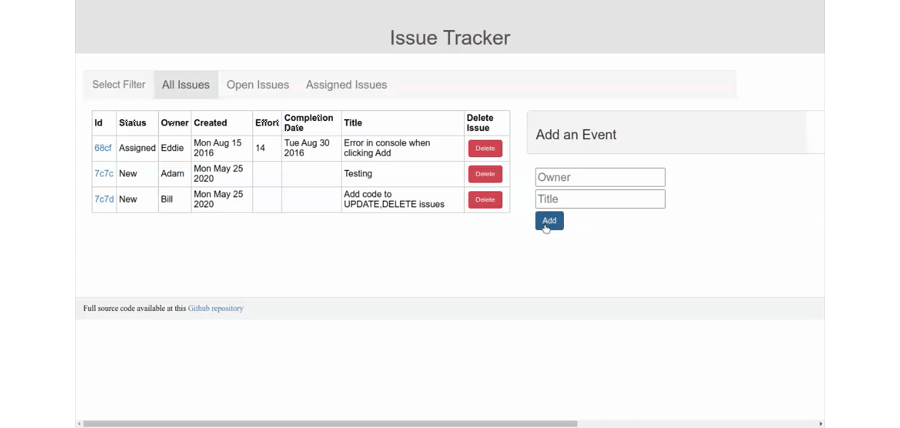 Issue Tracker
Select Filter All Issues Open Issues Assigned Issues
Id Status Owner Created Effort Completion Date Title Delete Issue
68cf Assigned Eddie Mon Aug 15 2016 14 Tue Aug 30 2016 Error in console when clicking Add Delete
7c7c New Adam Mon May 25 2020 Testing Delete
7c7d New Bill Mon May 25 2020 Add code to UPDATE,DELETE issues Delete
Add an Event
Owner
Title
Add
Full source code available at this Github repository